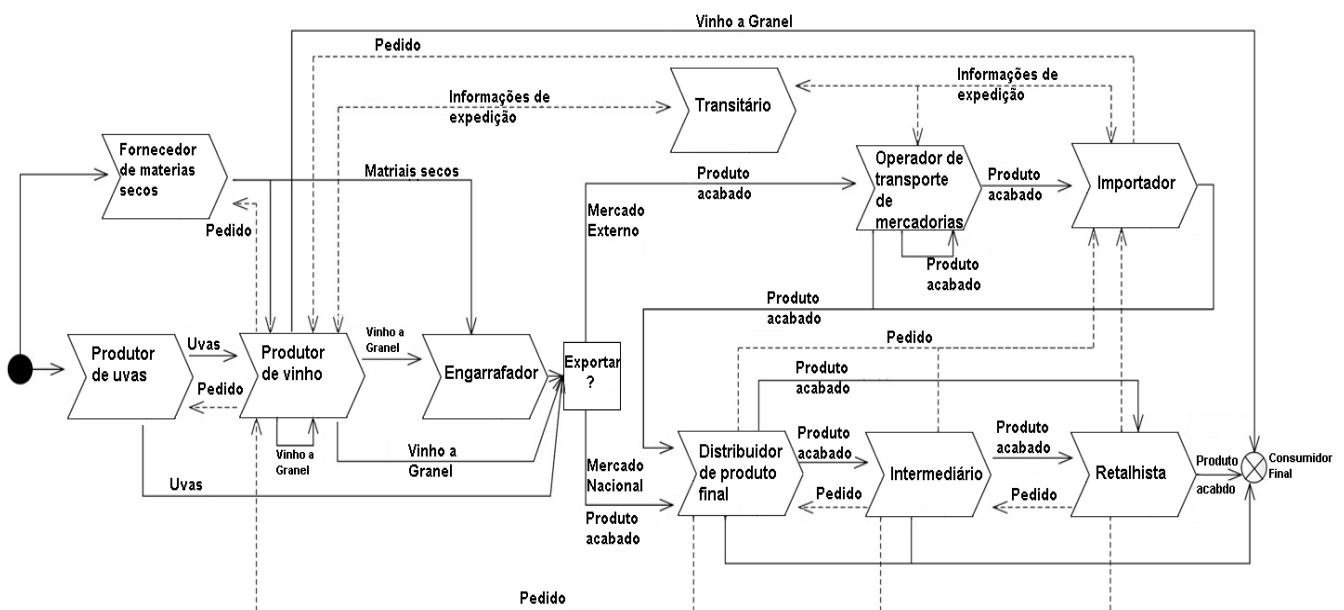 Vinho a Granel
Pedido
Informações de
expedição
Transitário
Informações de
expedição
Fornecedor
de materias
secos
Matriais secos
Produto
acabado
Operador de
transporte
de
mercadorias
Produto
acabado
Importador
Pedido
Mercado
Externo
Produto
acabado
Produto
acabado
Produtor
de uvas
Uvas
Pedido
Produtor
de vinho
Vinho a
Granel
Engarrafador
Exportar
?
Pedido
Produto
acabado
Vinho a
Granel
Vinho a
Granel
Uvas
Mercado
Nacional
Produto
acabado
Distribuidor
de produto
final
Produto
acabado
Pedido
Intermediário
Produto
acabado
Pedido
Retalhista
Produto
acabdo
Consumidor
Final
Pedido